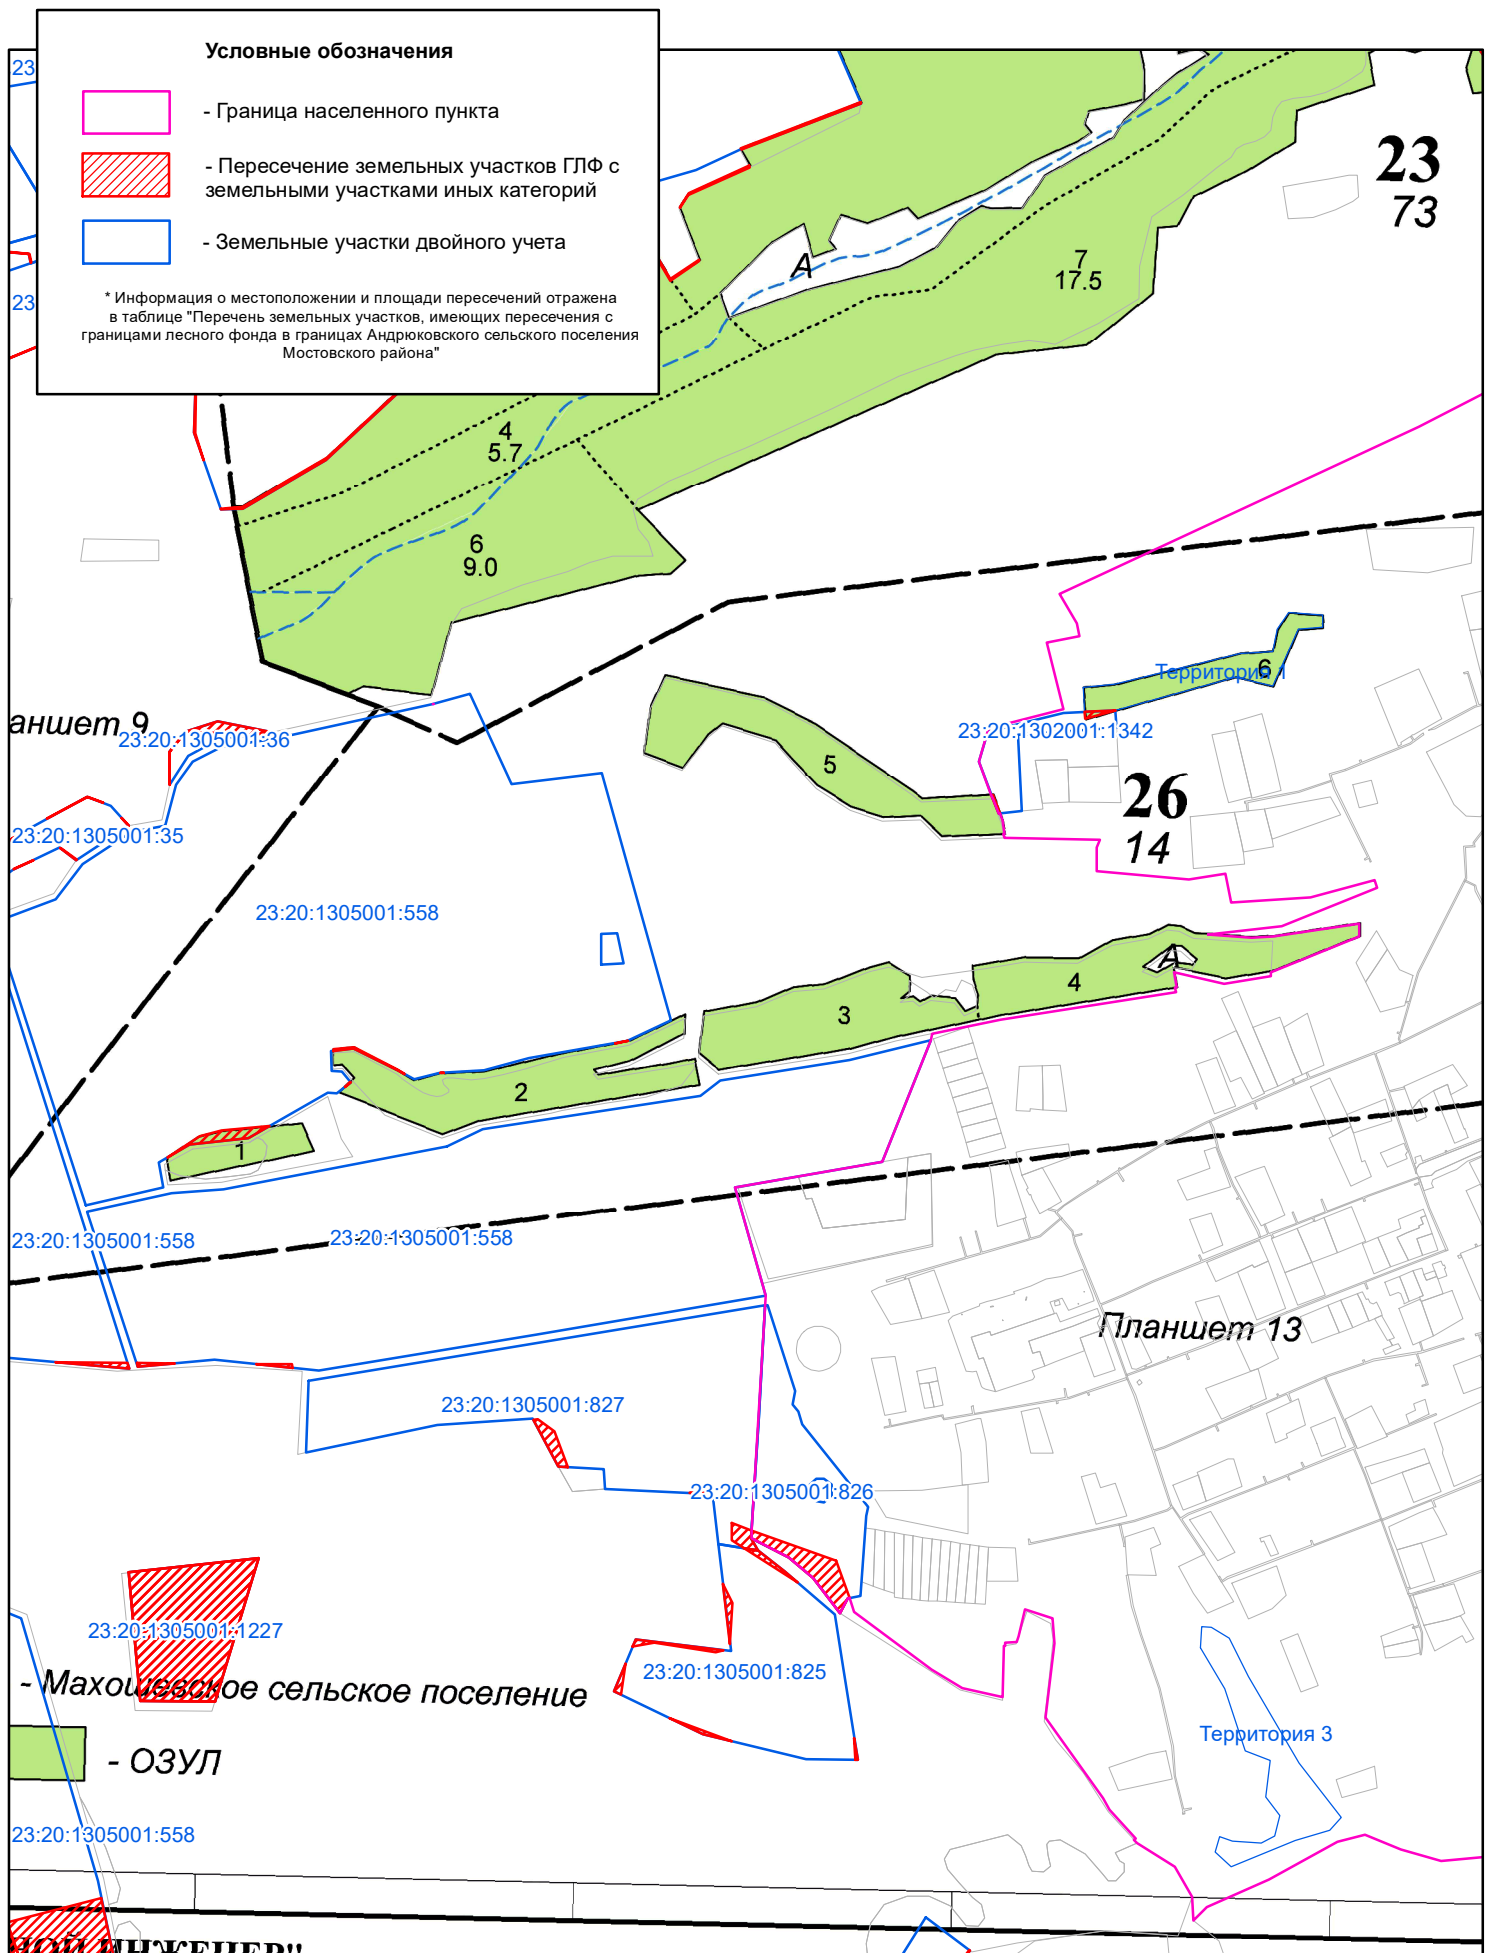 Условные обозначения
- Граница населенного пункта
- Пересечение земельных участков ГЛФ с
земельными участками иных категорий
- Земельные участки двойного учета
* Информация о местоположении и площади пересечений отражена
в таблице "Перечень земельных участков, имеющих пересечения с
границами лесного фонда в границах Андрюковского сельского поселения
Мостовского района"
23
23
23
73
А
7
17.5
4
5.7
6
9.0
6
Территория 1
аншет 9
23:20:1305001:36
23:20:1302001:1342
5
26
14
23:20:1305001:35
23:20:1305001:558
А
4
3
2
1
23:20:1305001:558
23:20:1305001:558
Планшет 13
23:20:1305001:827
23:20:1305001:826
23:20:1305001:1227
23:20:1305001:825
- Махошевское сельское поселение
Территория 3
- ОЗУЛ
23:20:1305001:558
НОЙ ИНЖЕНЕР"